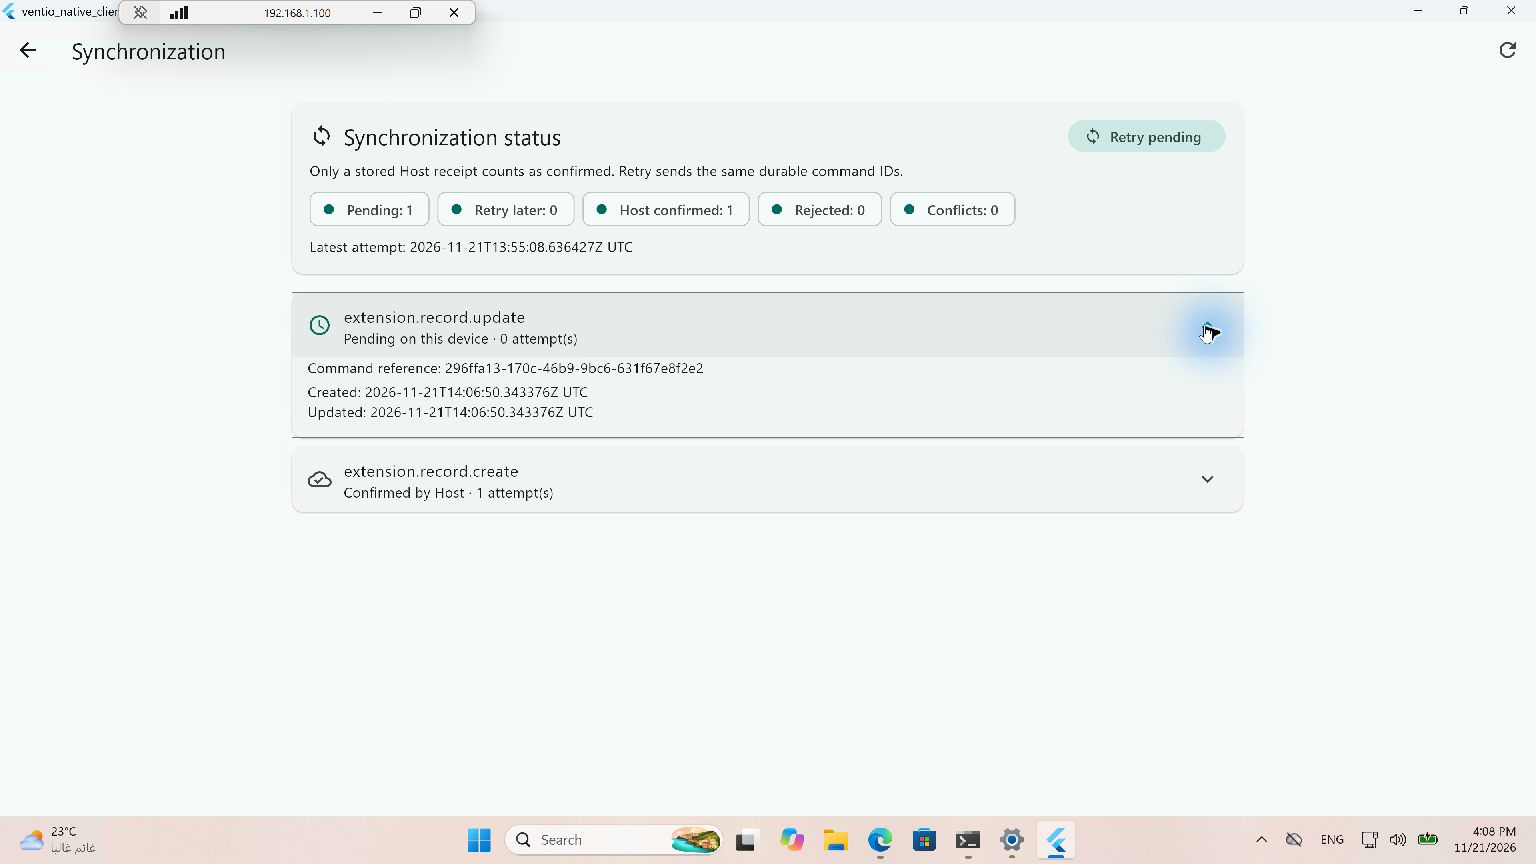 ventio_native_clier
192.168.1.100
Synchronization
Synchronization status
Retry pending
Only a stored Host receipt counts as confirmed. Retry sends the same durable command IDs.
Pending: 1
Retry later: 0
Host confirmed: 1
Rejected: 0
Conflicts: 0
Latest attempt: 2026-11-21T13:55:08.636427Z UTC
extension.record.update
Pending on this device · 0 attempt(s)
Command reference: 296ffa13-170c-46b9-9bc6-631f67e8f2e2
Created: 2026-11-21T14:06:50.343376Z UTC
Updated: 2026-11-21T14:06:50.343376Z UTC
extension.record.create
Confirmed by Host · 1 attempt(s)
23°C
غائم غالبا
Search
ENG
4:08 PM
11/21/2026